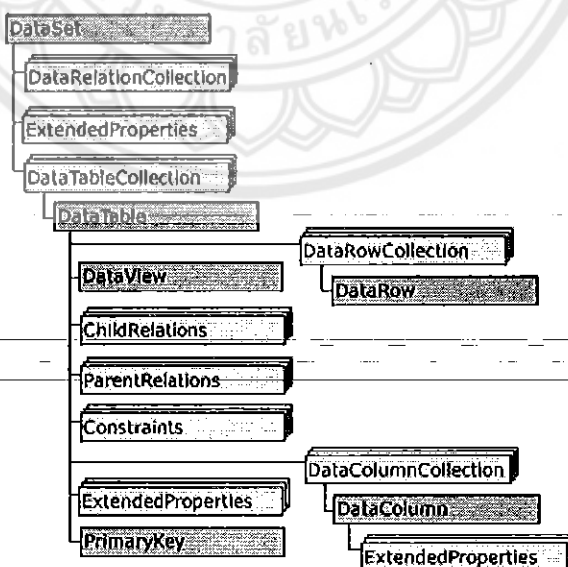 DataSet
DataRelationCollection
ExtendedProperties
DataTableCollection
DataTable
DataRowCollection
DataView
DataRow
ChildRelations
ParentRelations
Constraints
DataColumnCollection
ExtendedProperties
DataColumn
PrimaryKey
ExtendedProperties